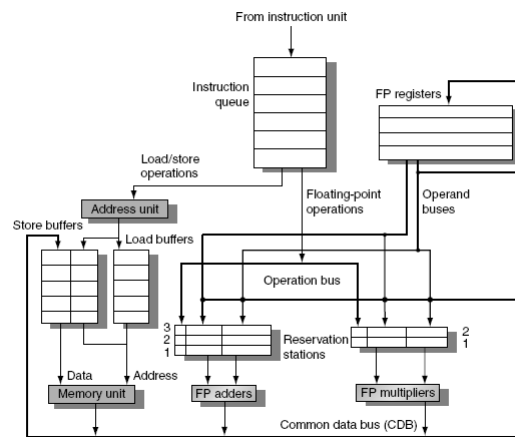 From instruction unit
Instruction
queue
FP registers
Load/store
operations
Floating-point
operations
Operand
buses
Address unit
Store buffers
Load buffers
Operation bus
3
2
1
Reservation
stations
2
1
Data
Address
Memory unit
FP adders
FP multipliers
Common data bus (CDB)